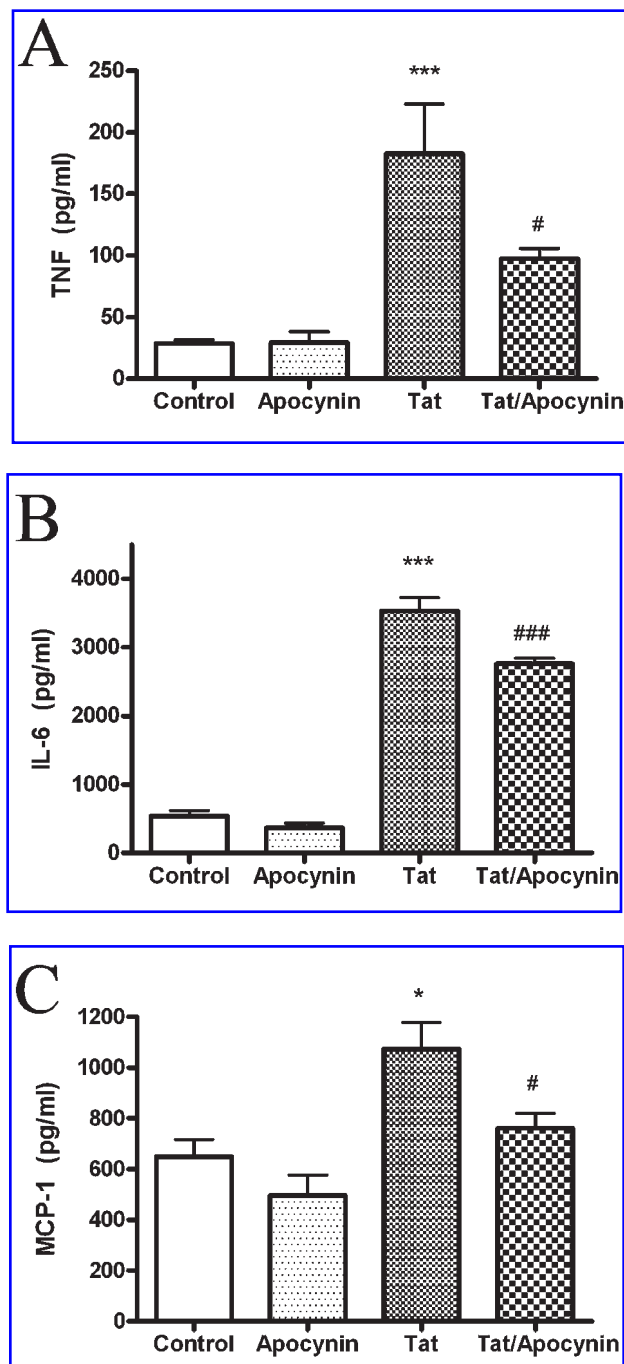 A
TNF (pg/ml)
250
200
150
100
50
0
***
#
Control Apocynin Tat Tat/Apocynin
B
IL-6 (pg/ml)
4000
3000
2000
1000
0
***
###
Control Apocynin Tat Tat/Apocynin
C
MCP-1 (pg/ml)
1200
1000
800
600
400
200
0
*
#
Control Apocynin Tat Tat/Apocynin